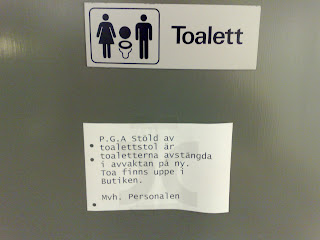 Toalett
P.G.A Stöld av
toalettstol är
toaletterna avstängda
i avvaktan på ny.
Toa finns uppe i
Butiken.
Mvh. Personalen